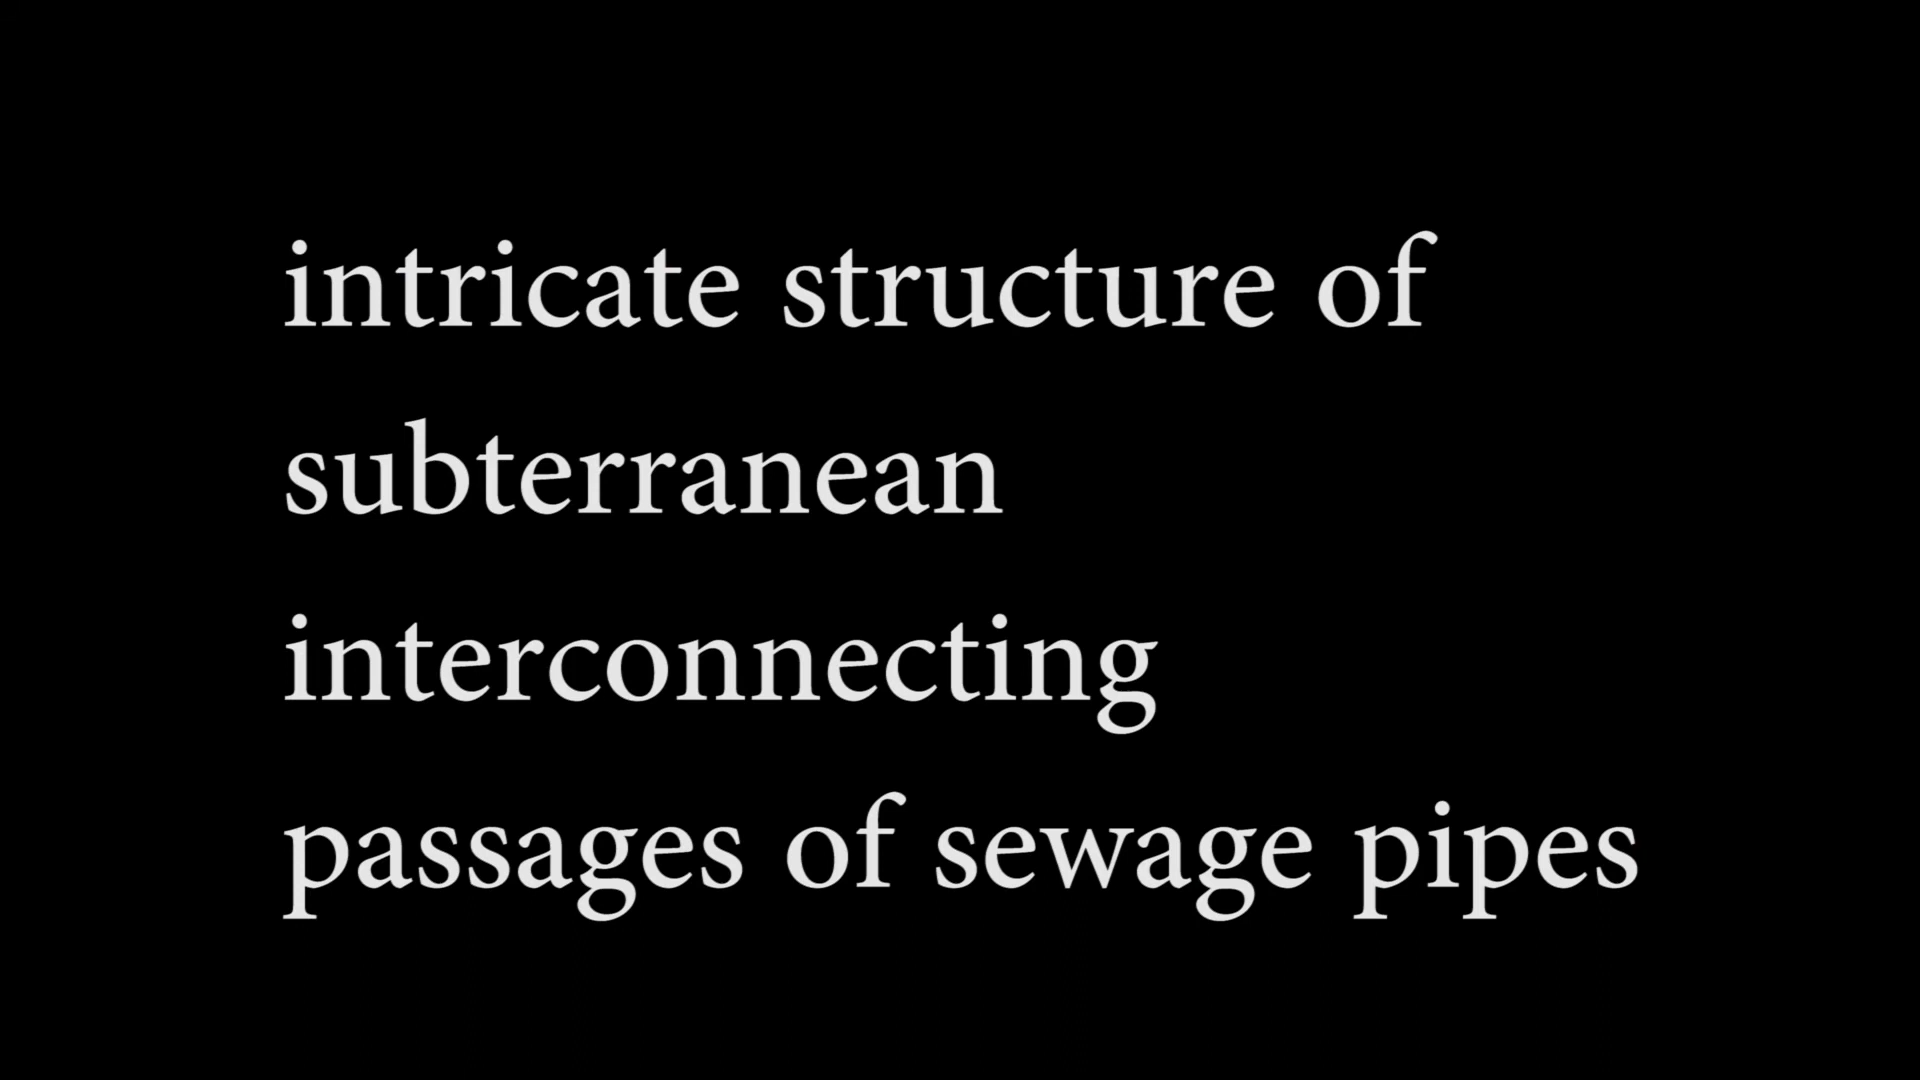 intricate structure of
subterranean
interconnecting
passages of sewage pipes